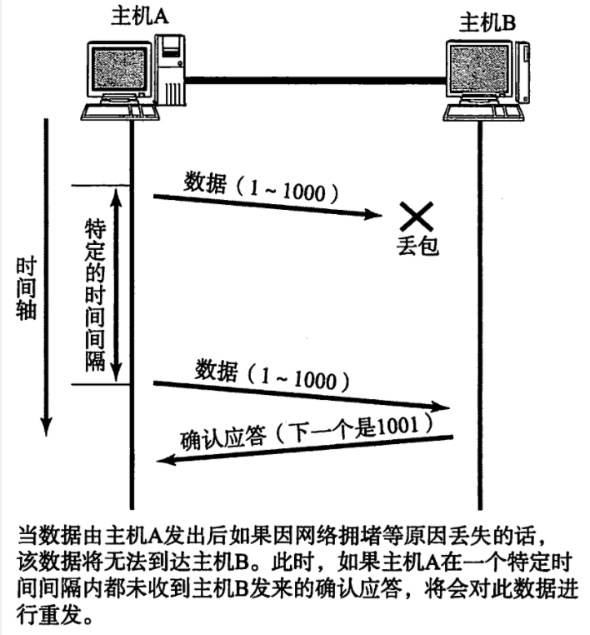 主机A
主机B
数据（1～1000）
丢包
特定的时间间隔
时间轴
数据（1～1000）
确认应答（下一个是1001）
当数据由主机A发出后如果因网络拥堵等原因丢失的话，
该数据将无法到达主机B。此时，如果主机A在一个特定时
间间隔内都未收到主机B发来的确认应答，将会对此数据进
行重发。